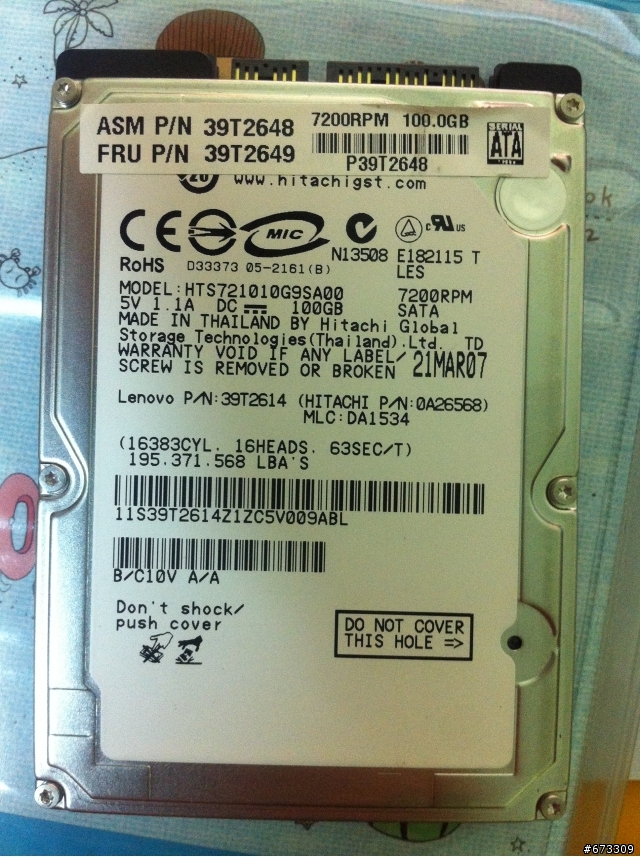 ASM P/N 39T2648
FRU P/N 39T2649
7200RPM 100.0GB
P39T2648
SERIAL
ATA
www.hitachigst.com
CE MIC c UL US
N13508 E182115 T
LES
RoHS D33373 05-2161(B)
MODEL:HTS721010G9SA00 7200RPM
5V 1.1A DC 100GB SATA
MADE IN THAILAND BY Hitachi Global
Storage Technologies(Thailand).Ltd. TD
WARRANTY VOID IF ANY LABEL/
SCREW IS REMOVED OR BROKEN 21MAR07
Lenovo P/N:39T2614 (HITACHI P/N:0A26568)
MLC:DA1534
(16383CYL. 16HEADS. 63SEC/T)
195.371.568 LBA'S
11S39T2614Z1ZC5V009ABL
B/C10V A/A
Don't shock/
push cover
DO NOT COVER
THIS HOLE =>
#673309